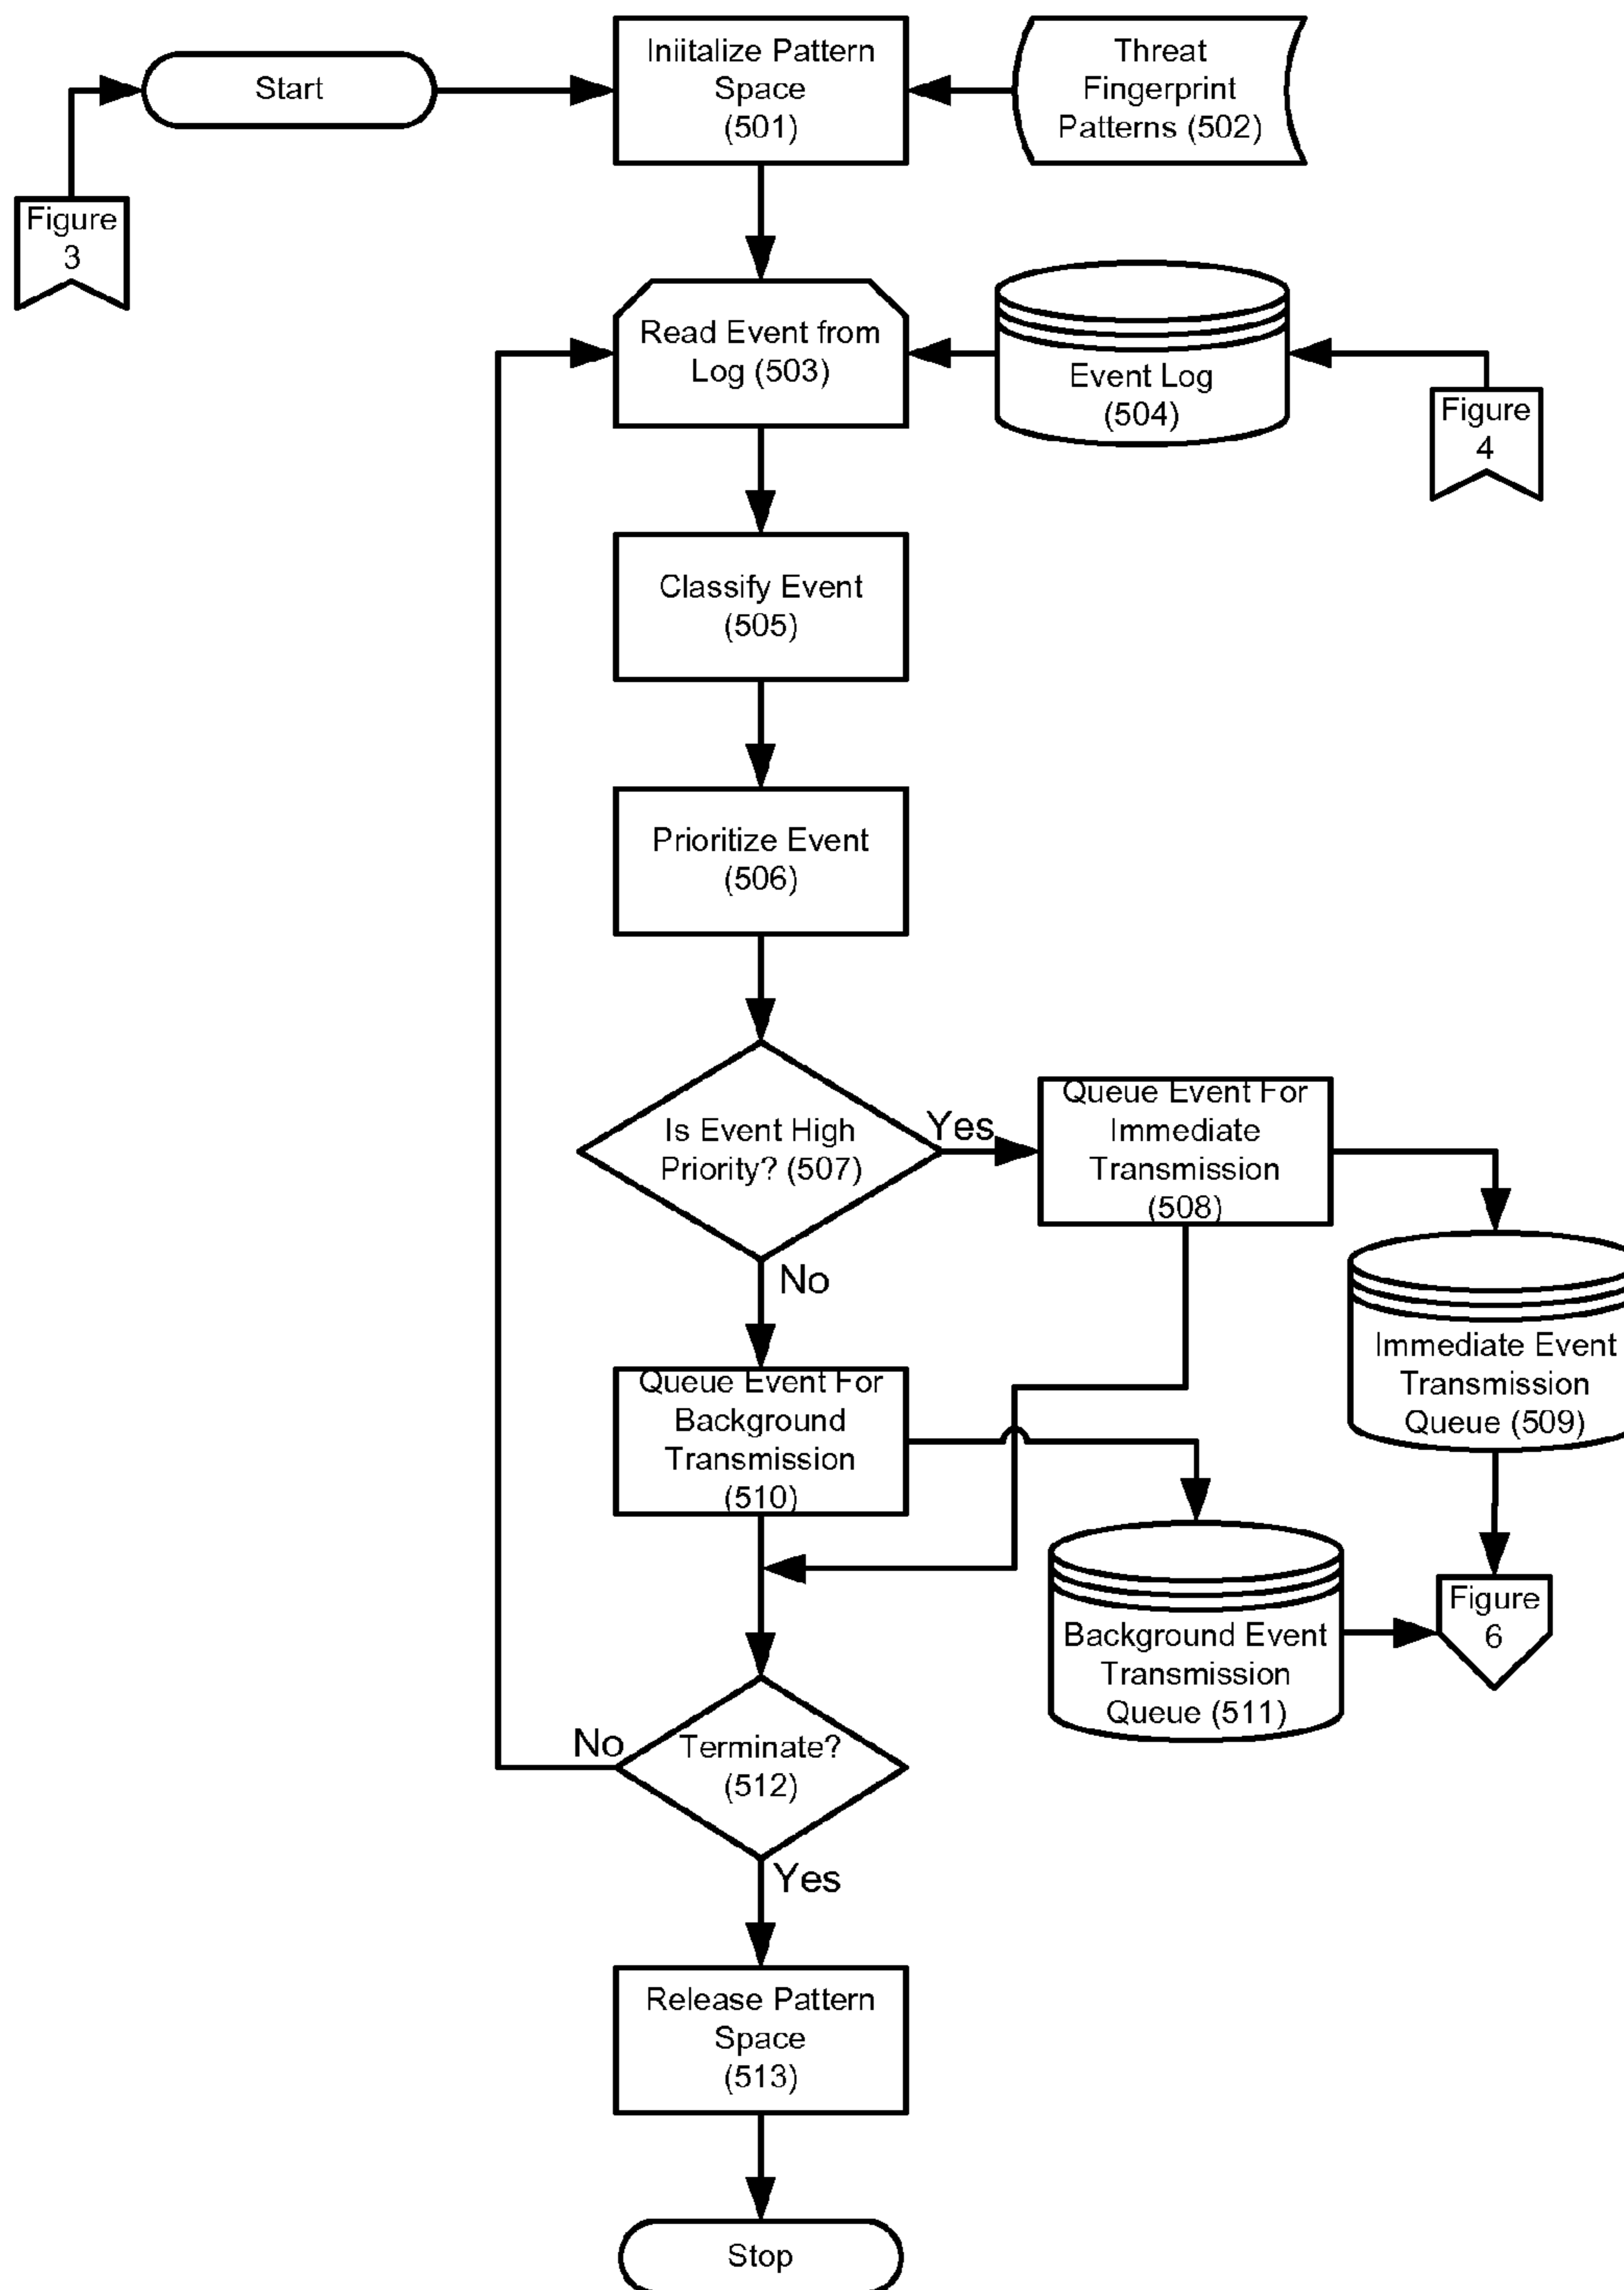 Start
Iniitalize Pattern
Space
(501)
Threat
Fingerprint
Patterns (502)
Figure
3
Read Event from
Log (503)
Event Log
(504)
Figure
4
Classify Event
(505)
Prioritize Event
(506)
Is Event High
Priority? (507)
Yes
Queue Event For
Immediate
Transmission
(508)
No
Immediate Event
Transmission
Queue (509)
Queue Event For
Background
Transmission
(510)
Figure
6
Background Event
Transmission
Queue (511)
No
Terminate?
(512)
Yes
Release Pattern
Space
(513)
Stop